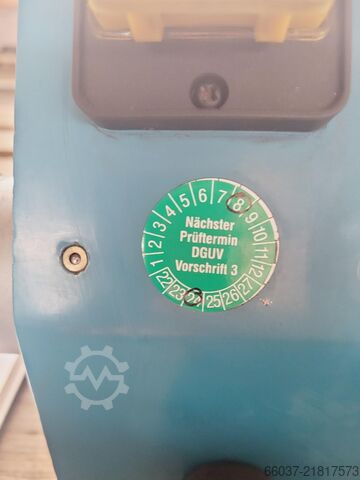 1 2 3 4 5 6 7 8 9 10 11 12
Nächster
Prüftermin
DGUV
Vorschrift 3
22 23 24 25 26 27
66037-21817573